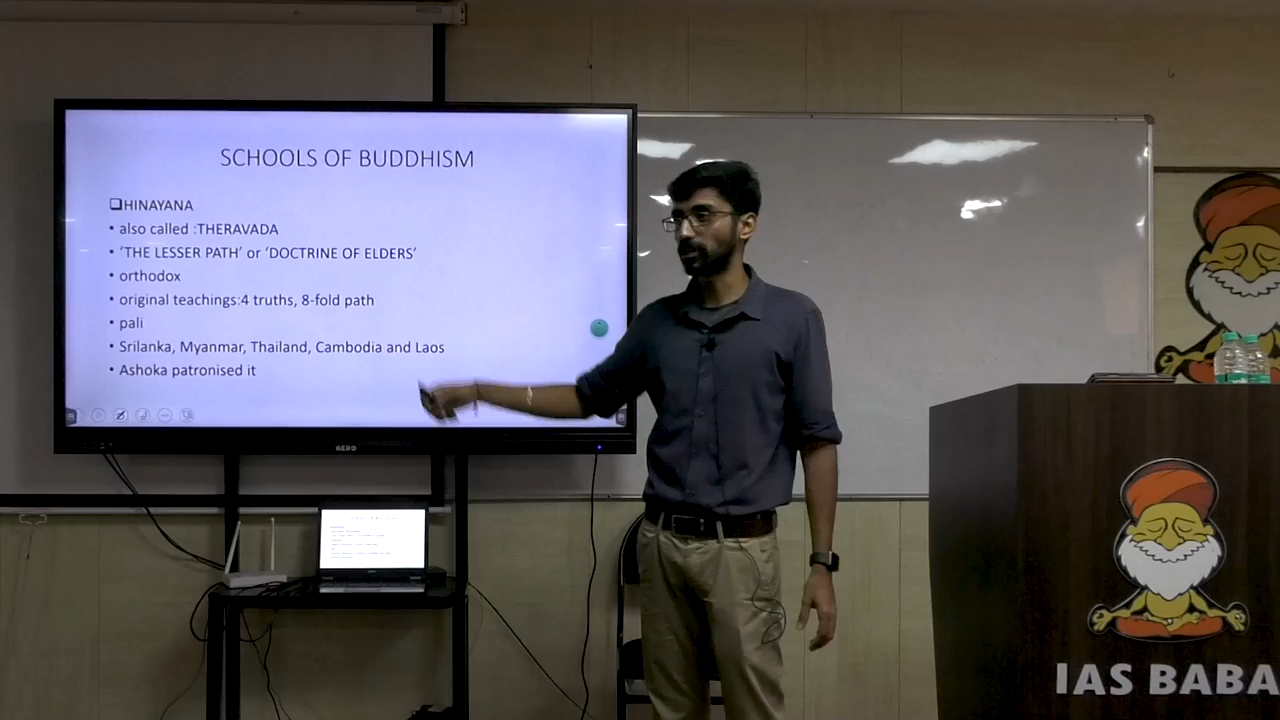 SCHOOLS OF BUDDHISM
❑HINAYANA
• also called :THERAVADA
• ‘THE LESSER PATH’ or ‘DOCTRINE OF ELDERS’
• orthodox
• original teachings:4 truths, 8-fold path
• pali
• Srilanka, Myanmar, Thailand, Cambodia and Laos
• Ashoka patronised it
AERO
IAS BABA